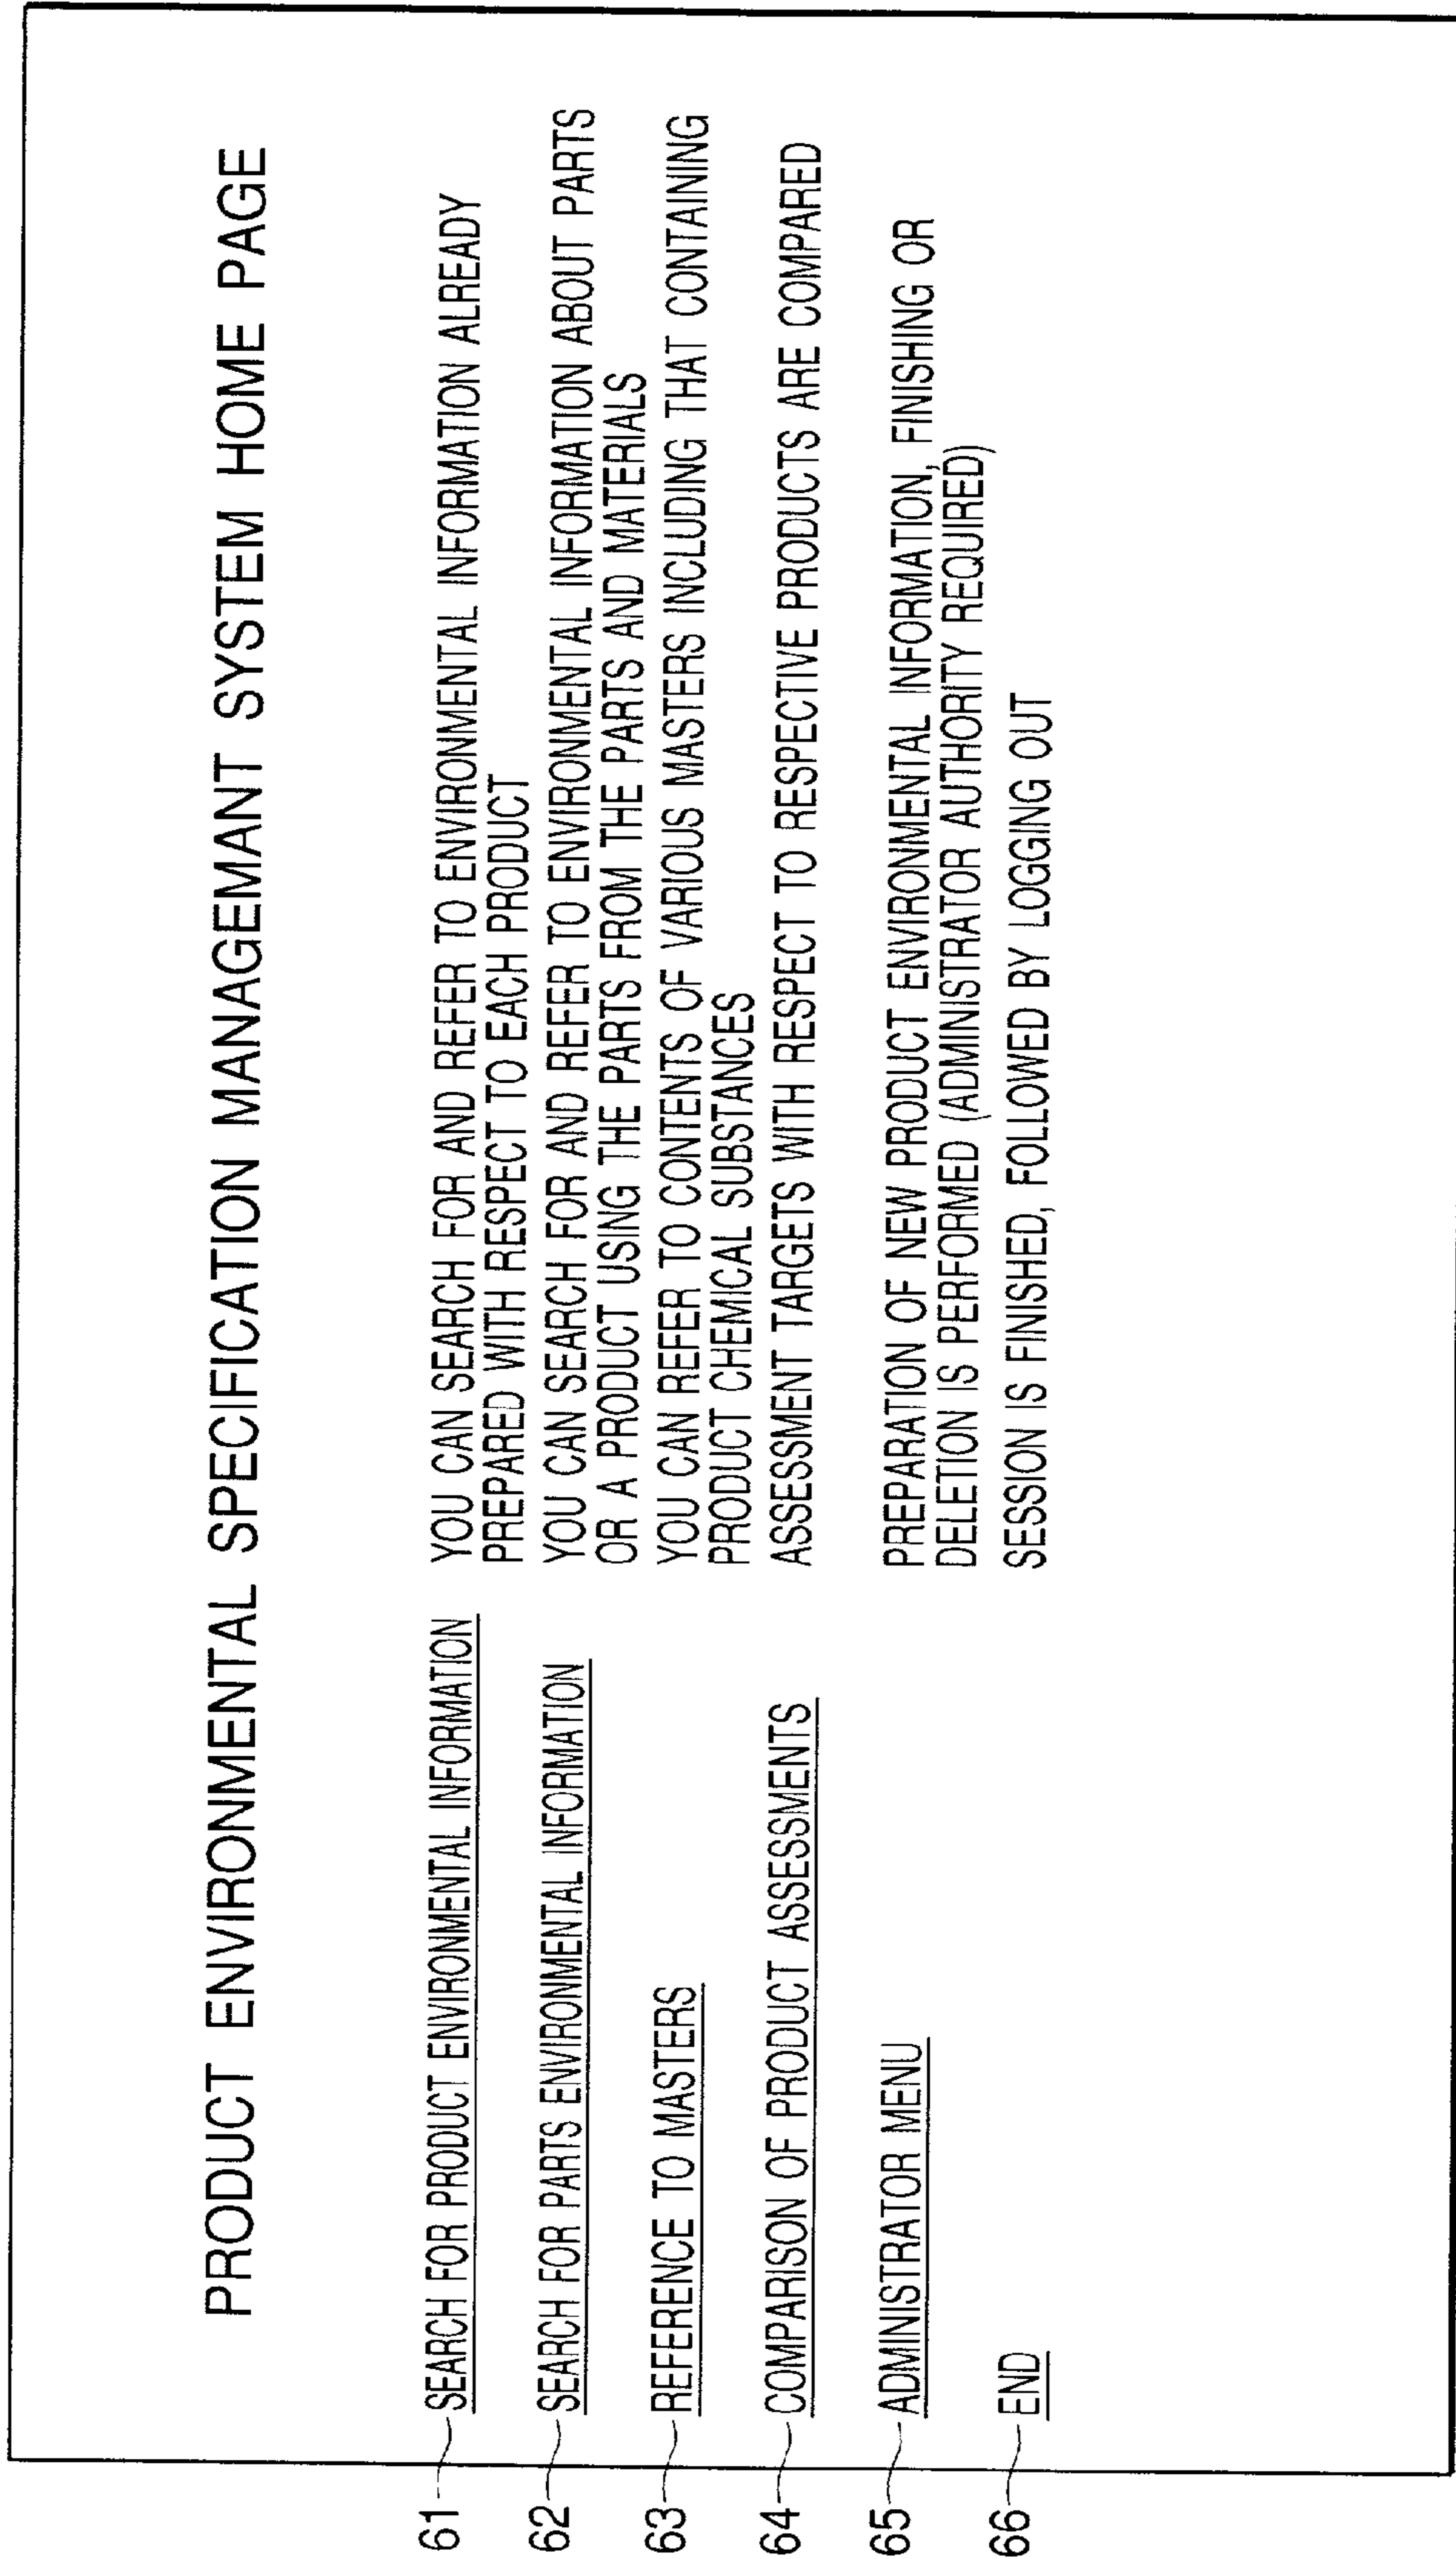 PRODUCT ENVIRONMENTAL SPECIFICATION MANAGEMANT SYSTEM HOME PAGE
61 SEARCH FOR PRODUCT ENVIRONMENTAL INFORMATION YOU CAN SEARCH FOR AND REFER TO ENVIRONMENTAL INFORMATION ALREADY
PREPARED WITH RESPECT TO EACH PRODUCT
62 SEARCH FOR PARTS ENVIRONMENTAL INFORMATION YOU CAN SEARCH FOR AND REFER TO ENVIRONMENTAL INFORMATION ABOUT PARTS
OR A PRODUCT USING THE PARTS FROM THE PARTS AND MATERIALS
63 REFERENCE TO MASTERS YOU CAN REFER TO CONTENTS OF VARIOUS MASTERS INCLUDING THAT CONTAINING
PRODUCT CHEMICAL SUBSTANCES
64 COMPARISON OF PRODUCT ASSESSMENTS ASSESSMENT TARGETS WITH RESPECT TO RESPECTIVE PRODUCTS ARE COMPARED
65 ADMINISTRATOR MENU PREPARATION OF NEW PRODUCT ENVIRONMENTAL INFORMATION, FINISHING OR
DELETION IS PERFORMED (ADMINISTRATOR AUTHORITY REQUIRED)
66 END SESSION IS FINISHED, FOLLOWED BY LOGGING OUT